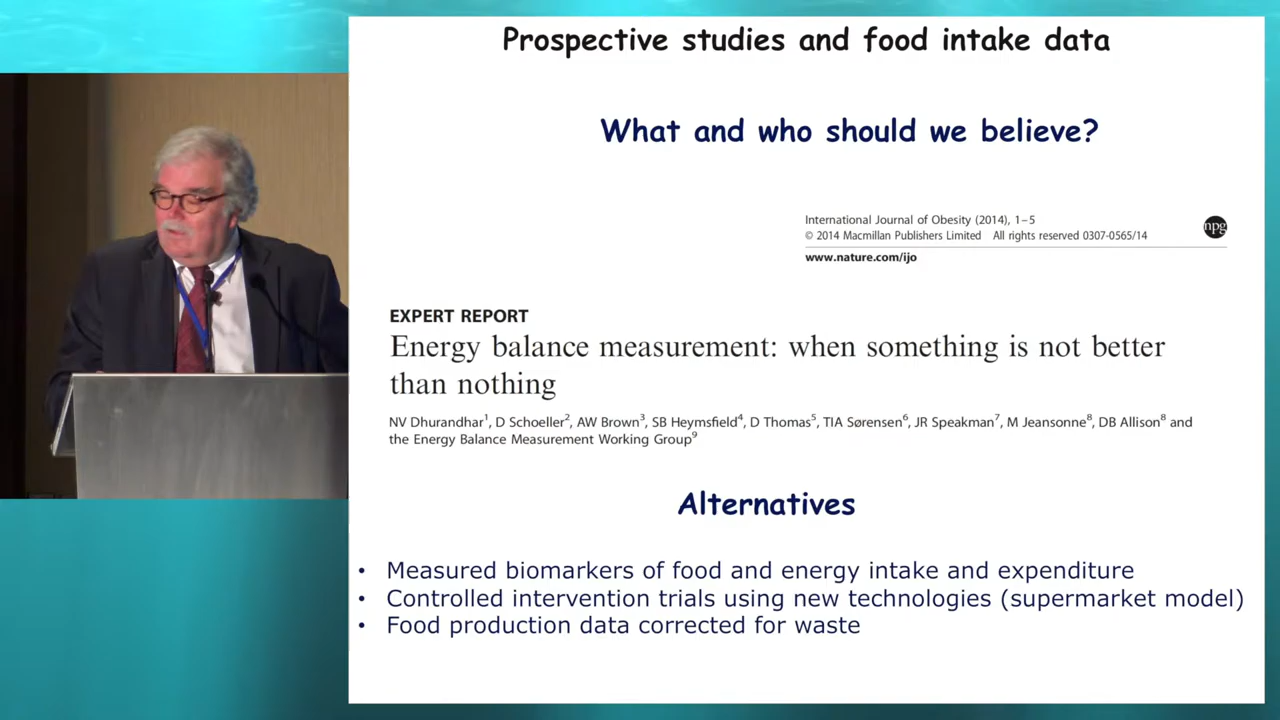 Prospective studies and food intake data
What and who should we believe?
International Journal of Obesity (2014), 1–5
© 2014 Macmillan Publishers Limited All rights reserved 0307-0565/14
npg
www.nature.com/ijo
EXPERT REPORT
Energy balance measurement: when something is not better
than nothing
NV Dhurandhar1, D Schoeller2, AW Brown3, SB Heymsfield4, D Thomas5, TIA Sørensen6, JR Speakman7, M Jeansonne8, DB Allison8 and
the Energy Balance Measurement Working Group9
Alternatives
• Measured biomarkers of food and energy intake and expenditure
• Controlled intervention trials using new technologies (supermarket model)
• Food production data corrected for waste